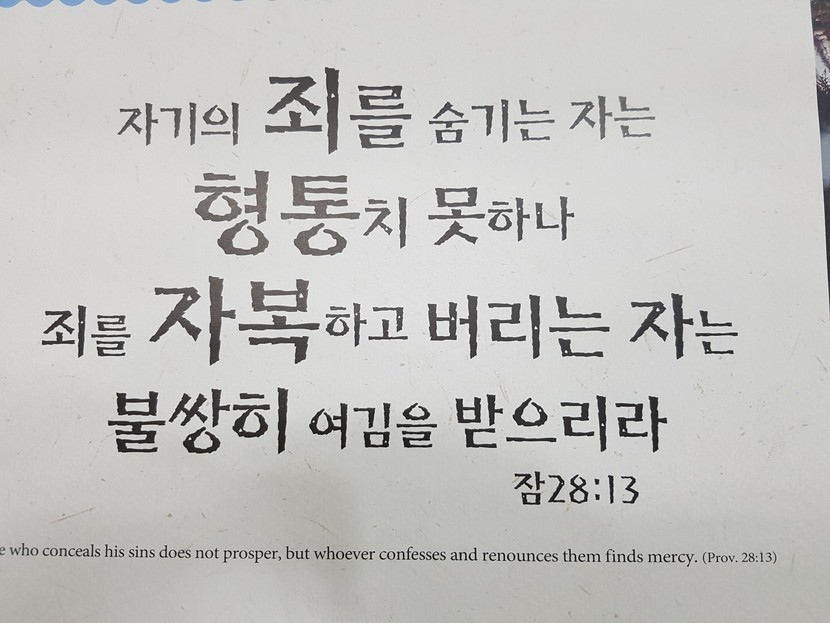 자기의 죄를 숨기는 자는
형통치 못하나
죄를 자복하고 버리는 자는
불쌍히 여김을 받으리라
잠28:13
who conceals his sins does not prosper, but whoever confesses and renounces them finds mercy. (Prov. 28:13)